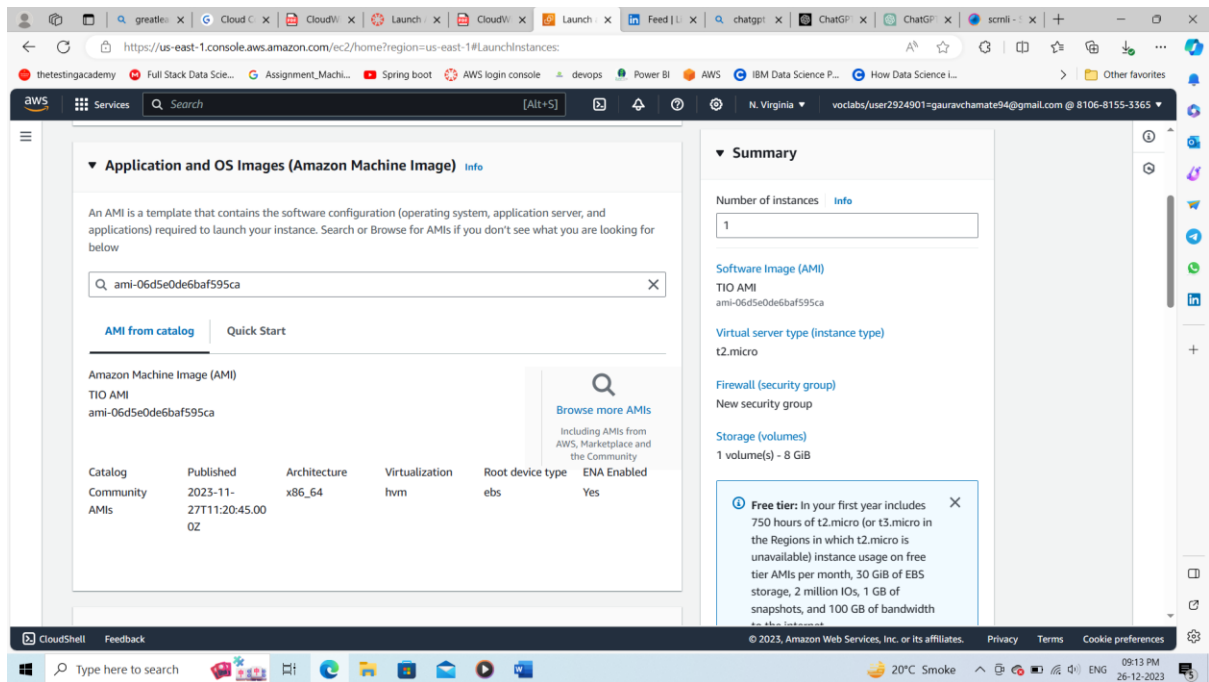 greatlea
Cloud C
CloudW
Launch
CloudW
Launch i
Feed | Li
chatgpt
ChatGP
ChatGP
scrnli -
https://us-east-1.console.aws.amazon.com/ec2/home?region=us-east-1#LaunchInstances:
thetestingacademy
Full Stack Data Scie...
Assignment_Machi...
Spring boot
AWS login console
devops
Power BI
AWS
IBM Data Science P...
How Data Science i...
Other favorites
aws
Services
Search
[Alt+S]
N. Virginia
voclabs/user2924901=gauravchamate94@gmail.com @ 8106-8155-3365
Application and OS Images (Amazon Machine Image) Info
An AMI is a template that contains the software configuration (operating system, application server, and
applications) required to launch your instance. Search or Browse for AMIs if you don't see what you are looking for
below
ami-06d5e0de6baf595ca
AMI from catalog
Quick Start
Amazon Machine Image (AMI)
TIO AMI
ami-06d5e0de6baf595ca
Browse more AMIs
Including AMIs from
AWS, Marketplace and
the Community
Catalog Published Architecture Virtualization Root device type ENA Enabled
Community 2023-11- x86_64 hvm ebs Yes
AMIs 27T11:20:45.00
0Z
Summary
Number of instances Info
1
Software Image (AMI)
TIO AMI
ami-06d5e0de6baf595ca
Virtual server type (instance type)
t2.micro
Firewall (security group)
New security group
Storage (volumes)
1 volume(s) - 8 GiB
Free tier: In your first year includes
750 hours of t2.micro (or t3.micro in
the Regions in which t2.micro is
unavailable) instance usage on free
tier AMIs per month, 30 GiB of EBS
storage, 2 million IOs, 1 GB of
snapshots, and 100 GB of bandwidth
to the internet.
CloudShell
Feedback
© 2023, Amazon Web Services, Inc. or its affiliates.
Privacy
Terms
Cookie preferences
Type here to search
20°C Smoke
ENG
09:13 PM
26-12-2023
5